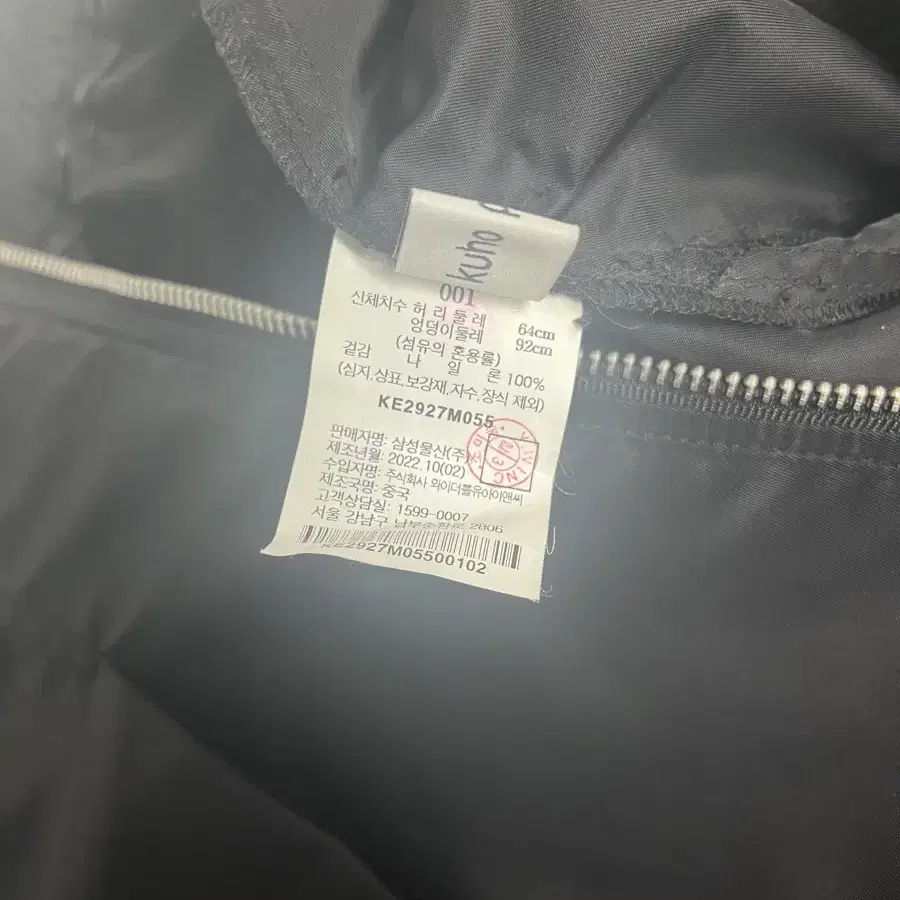 kuho
001
신체치수 허 리 둘 레 64cm
엉덩이둘레 92cm
(섬유의 혼용률)
겉감 나 일 론 100%
(심지,상표,보강재,자수,장식 제외)
KE2927M055
판매자명: 삼성물산(주)
제조년월: 2022.10(02)
수입자명: 주식회사 와이더블유아이앤씨
제조국명: 중국
고객상담실: 1599-0007
서울 강남구 남부순환로 2806
KE2927M05500102